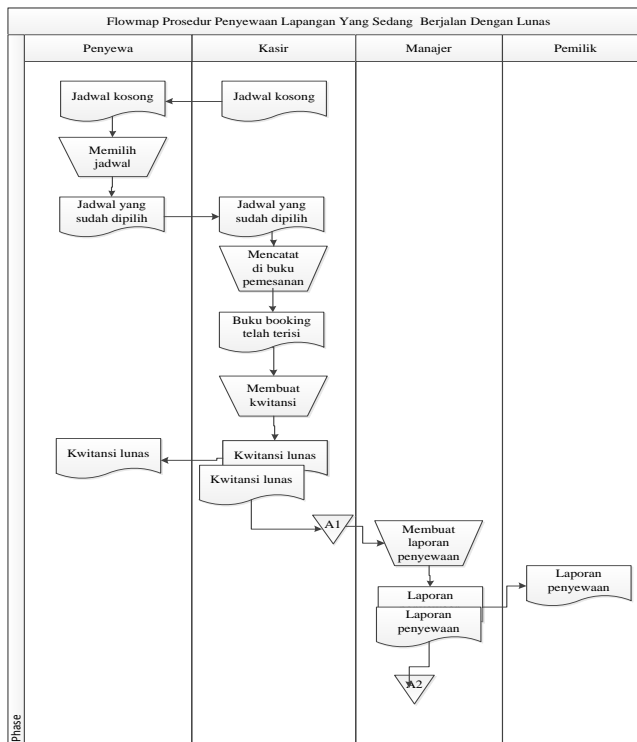 Flowmap Prosedur Penyewaan Lapangan Yang Sedang Berjalan Dengan Lunas
Penyewa
Kasir
Manajer
Pemilik
Jadwal kosong
Jadwal kosong
Memilih
jadwal
Jadwal yang
sudah dipilih
Jadwal yang
sudah dipilih
Mencatat
di buku
pemesanan
Buku booking
telah terisi
Membuat
kwitansi
Kwitansi lunas
Kwitansi lunas
Kwitansi lunas
A1
Membuat
laporan
penyewaan
Laporan
Laporan
penyewaan
Laporan
penyewaan
A2
Phase